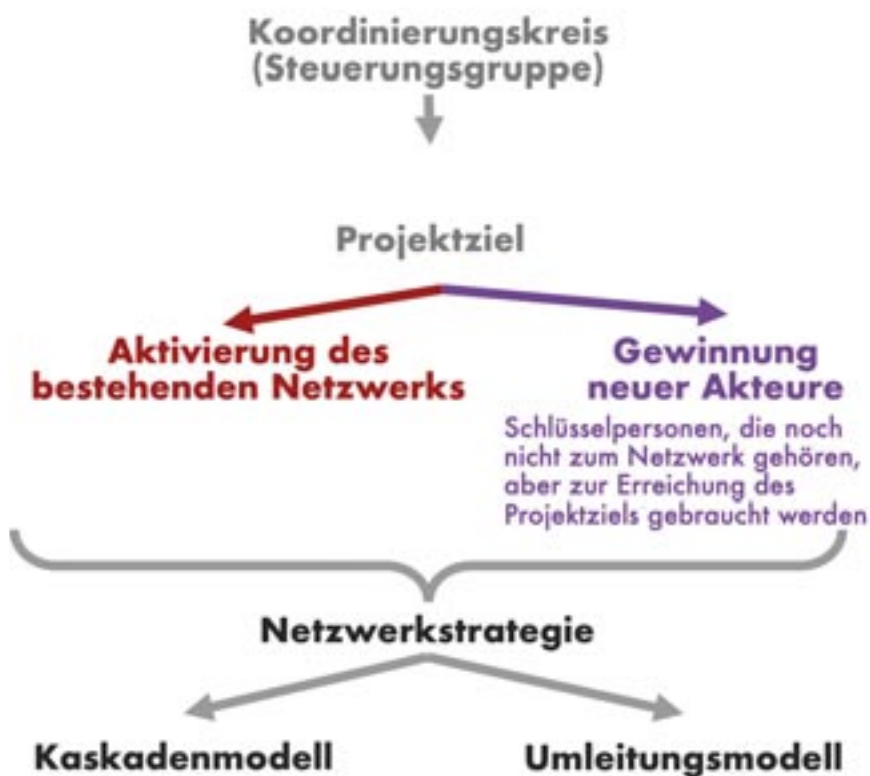 Koordinierungskreis
(Steuerungsgruppe)
Projektziel
Aktivierung des
bestehenden Netzwerks
Gewinnung
neuer Akteure
Schlüsselpersonen, die noch
nicht zum Netzwerk gehören,
aber zur Erreichung des
Projektziels gebraucht werden
Netzwerkstrategie
Kaskadenmodell
Umleitungsmodell